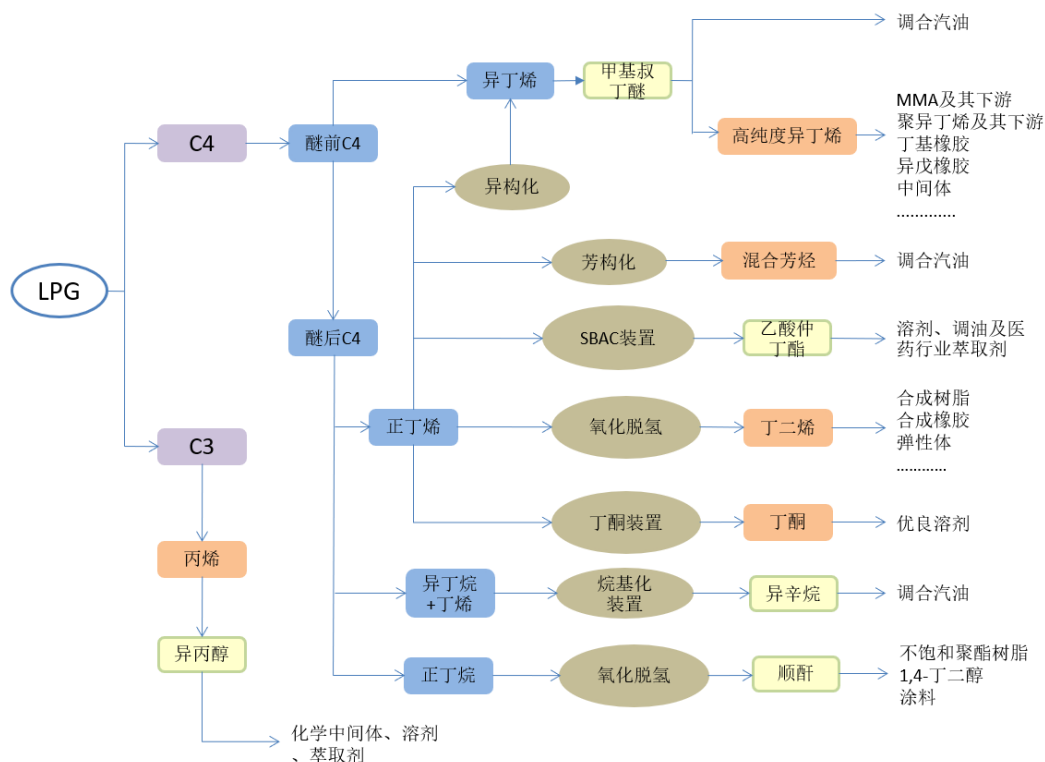 调合汽油
异丁烯
甲基叔
丁醚
MMA及其下游
聚异丁烯及其下游
丁基橡胶
异戊橡胶
中间体
.............
C4
醚前C4
高纯度异丁烯
异构化
芳构化
混合芳烃
调合汽油
LPG
醚后C4
SBAC装置
乙酸仲
丁酯
溶剂、调油及医
药行业萃取剂
C3
正丁烯
氧化脱氢
丁二烯
合成树脂
合成橡胶
弹性体
............
丁酮装置
丁酮
优良溶剂
丙烯
异丁烷
+丁烯
烷基化
装置
异辛烷
调合汽油
异丙醇
正丁烷
氧化脱氢
顺酐
不饱和聚酯树脂
1,4-丁二醇
涂料
化学中间体、溶剂
、萃取剂